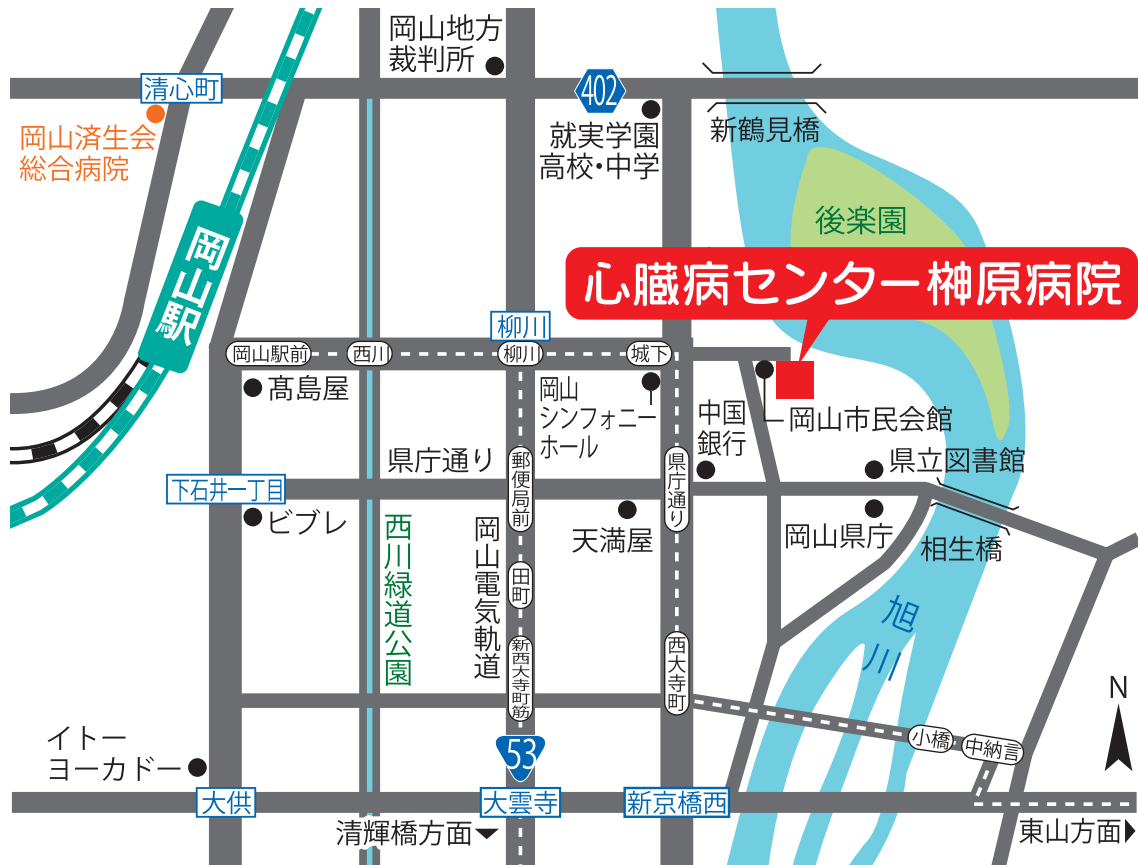 岡山地方
裁判所
清心町
402
岡山済生会
総合病院
就実学園
高校・中学
新鶴見橋
後楽園
岡山駅
心臓病センター榊原病院
柳川
岡山駅前
西川
柳川
城下
髙島屋
岡山
シンフォニー
ホール
中国
銀行
岡山市民会館
県庁通り
郵便局前
県庁通り
県立図書館
下石井一丁目
ビブレ
天満屋
岡山県庁
相生橋
西川緑道公園
岡山電気軌道
田町
旭川
新西大寺町筋
西大寺町
N
小橋
中納言
イトー
ヨーカドー
53
大供
大雲寺
新京橋西
清輝橋方面
東山方面